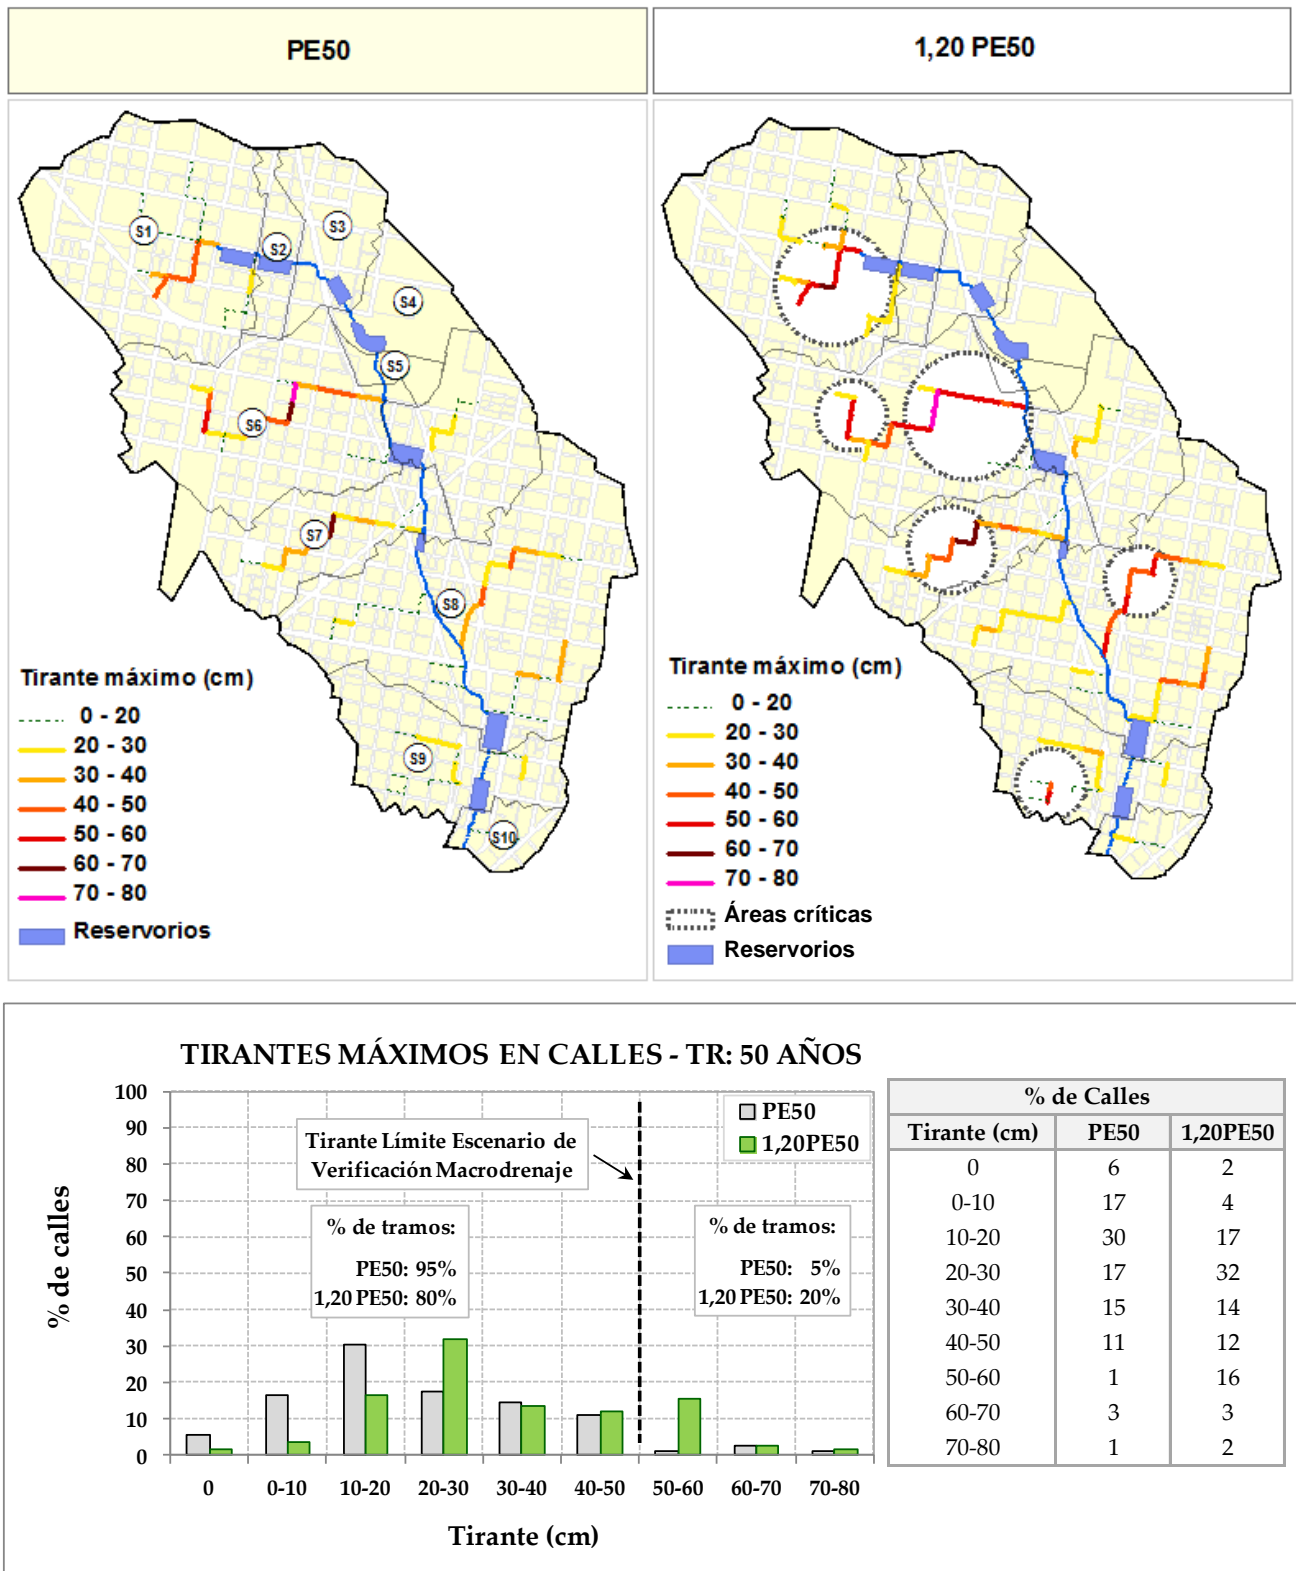 PE50
1,20 PE50
S1
S2
S3
S4
S5
S6
S7
S8
S9
S10
Tirante máximo (cm)
0 - 20
20 - 30
30 - 40
40 - 50
50 - 60
60 - 70
70 - 80
Reservorios
Tirante máximo (cm)
0 - 20
20 - 30
30 - 40
40 - 50
50 - 60
60 - 70
70 - 80
Áreas críticas
Reservorios
TIRANTES MÁXIMOS EN CALLES - TR: 50 AÑOS
% de calles
100
90
80
70
60
50
40
30
20
10
0
Tirante Límite Escenario de
Verificación Macrodrenaje
PE50
1,20PE50
% de tramos:
PE50: 95%
1,20 PE50: 80%
% de tramos:
PE50: 5%
1,20 PE50: 20%
0 0-10 10-20 20-30 30-40 40-50 50-60 60-70 70-80
Tirante (cm)
% de Calles
Tirante (cm) PE50 1,20PE50
0 6 2
0-10 17 4
10-20 30 17
20-30 17 32
30-40 15 14
40-50 11 12
50-60 1 16
60-70 3 3
70-80 1 2